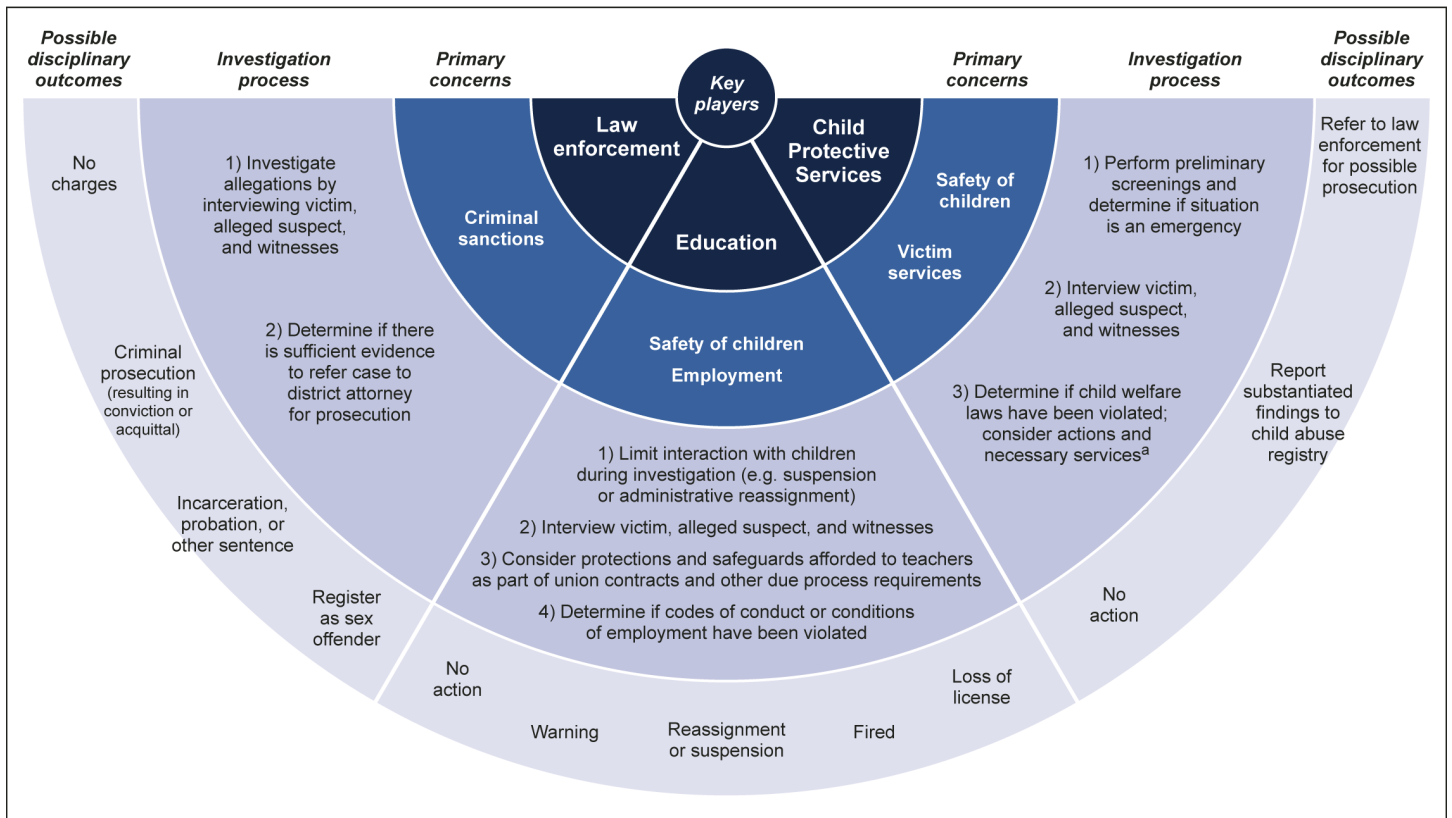 Possible
disciplinary
outcomes
Investigation
process
Primary
concerns
Key
players
Primary
concerns
Investigation
process
Possible
disciplinary
outcomes
Law
enforcement
Criminal
sanctions
1) Investigate
allegations by
interviewing victim,
alleged suspect,
and witnesses
2) Determine if there
is sufficient evidence
to refer case to
district attorney
for prosecution
No
charges
Criminal
prosecution
(resulting in
conviction or
acquittal)
Incarceration,
probation, or
other sentence
Register
as sex
offender
Education
Safety of children
Employment
1) Limit interaction with children
during investigation (e.g. suspension
or administrative reassignment)
2) Interview victim, alleged suspect, and witnesses
3) Consider protections and safeguards afforded to teachers
as part of union contracts and other due process requirements
4) Determine if codes of conduct or conditions
of employment have been violated
No
action
Warning
Reassignment
or suspension
Fired
Loss of
license
Child
Protective
Services
Safety of
children
Victim
services
1) Perform preliminary
screenings and
determine if situation
is an emergency
2) Interview victim,
alleged suspect,
and witnesses
3) Determine if child welfare
laws have been violated;
consider actions and
necessary servicesa
Refer to law
enforcement
for possible
prosecution
Report
substantiated
findings to
child abuse
registry
No
action